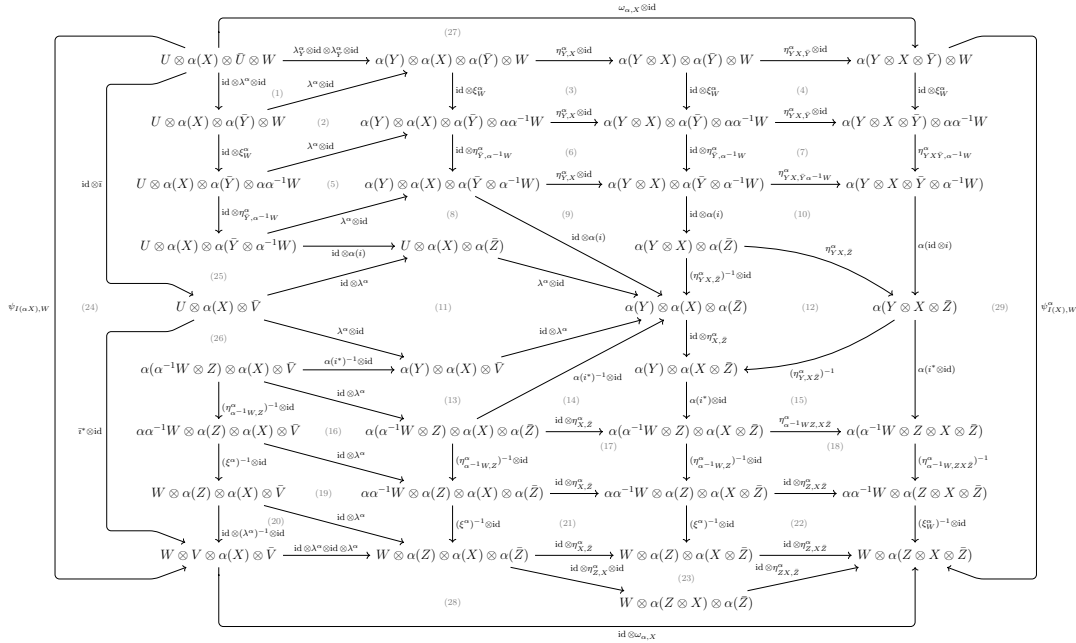 ω_{α,X}⊗id
(27)
U ⊗ α(X) ⊗ Ū ⊗ W λ^α_Y⊗id⊗λ^α_Ȳ⊗id α(Y) ⊗ α(X) ⊗ α(Ȳ) ⊗ W η^α_{Y,X}⊗id α(Y ⊗ X) ⊗ α(Ȳ) ⊗ W η^α_{YX,Ȳ}⊗id α(Y ⊗ X ⊗ Ȳ) ⊗ W
id⊗λ^α⊗id (1) λ^α⊗id id⊗ξ^α_W (3) id⊗ξ^α_W (4) id⊗ξ^α_W
U ⊗ α(X) ⊗ α(Ȳ) ⊗ W (2) α(Y) ⊗ α(X) ⊗ α(Ȳ) ⊗ αα^{-1}W η^α_{Y,X}⊗id α(Y ⊗ X) ⊗ α(Ȳ) ⊗ αα^{-1}W η^α_{YX,Ȳ}⊗id α(Y ⊗ X ⊗ Ȳ) ⊗ αα^{-1}W
id⊗ξ^α_W λ^α⊗id id⊗η^α_{Ȳ,α^{-1}W} (6) id⊗η^α_{Ȳ,α^{-1}W} (7) η^α_{YXȲ,α^{-1}W}
id⊗ī U ⊗ α(X) ⊗ α(Ȳ) ⊗ αα^{-1}W (5) α(Y) ⊗ α(X) ⊗ α(Ȳ ⊗ α^{-1}W) η^α_{Y,X}⊗id α(Y ⊗ X) ⊗ α(Ȳ ⊗ α^{-1}W) η^α_{YX,Ȳα^{-1}W} α(Y ⊗ X ⊗ Ȳ ⊗ α^{-1}W)
id⊗η^α_{Ȳ,α^{-1}W} λ^α⊗id (8) (9) id⊗α(i) id⊗α(i) (10)
U ⊗ α(X) ⊗ α(Ȳ ⊗ α^{-1}W) id⊗α(i) U ⊗ α(X) ⊗ α(Z̄) α(Y ⊗ X) ⊗ α(Z̄) η^α_{YX,Z̄} α(id⊗ī)
(25) id⊗λ^α λ^α⊗id (η^α_{YX,Z̄})^{-1}⊗id
ψ_{I(αX),W} (24) U ⊗ α(X) ⊗ V̄ (11) α(Y) ⊗ α(X) ⊗ α(Z̄) (12) α(Y ⊗ X ⊗ Z̄) (29) ψ^α_{I(X),W}
(26) λ^α⊗id id⊗λ^α id⊗η^α_{X,Z̄}
α(α^{-1}W ⊗ Z) ⊗ α(X) ⊗ V̄ α(i*)^{-1}⊗id α(Y) ⊗ α(X) ⊗ V̄ α(i*)^{-1}⊗id α(Y) ⊗ α(X ⊗ Z̄) (η^α_{Y,XZ̄})^{-1} α(i*⊗id)
ī*⊗id (η^α_{α^{-1}W,Z})^{-1}⊗id id⊗λ^α (13) (14) α(i*)⊗id (15)
αα^{-1}W ⊗ α(Z) ⊗ α(X) ⊗ V̄ (16) α(α^{-1}W ⊗ Z) ⊗ α(X) ⊗ α(Z̄) id⊗η^α_{X,Z̄} α(α^{-1}W ⊗ Z) ⊗ α(X ⊗ Z̄) η^α_{α^{-1}WZ,XZ̄} α(α^{-1}W ⊗ Z ⊗ X ⊗ Z̄)
(ξ^α)^{-1}⊗id id⊗λ^α (η^α_{α^{-1}W,Z})^{-1}⊗id (17) (η^α_{α^{-1}W,Z})^{-1}⊗id (18) (η^α_{α^{-1}W,ZXZ̄})^{-1}
W ⊗ α(Z) ⊗ α(X) ⊗ V̄ (19) αα^{-1}W ⊗ α(Z) ⊗ α(X) ⊗ α(Z̄) id⊗η^α_{X,Z̄} αα^{-1}W ⊗ α(Z) ⊗ α(X ⊗ Z̄) id⊗η^α_{Z,XZ̄} αα^{-1}W ⊗ α(Z ⊗ X ⊗ Z̄)
id⊗(λ^α)^{-1}⊗id (20) id⊗λ^α (ξ^α)^{-1}⊗id (21) (ξ^α)^{-1}⊗id (22) (ξ^α_W)^{-1}⊗id
W ⊗ V ⊗ α(X) ⊗ V̄ id⊗λ^α⊗id⊗λ^α W ⊗ α(Z) ⊗ α(X) ⊗ α(Z̄) id⊗η^α_{X,Z̄} W ⊗ α(Z) ⊗ α(X ⊗ Z̄) id⊗η^α_{Z,XZ̄} W ⊗ α(Z ⊗ X ⊗ Z̄)
id⊗η^α_{Z,X}⊗id (23) id⊗η^α_{ZX,Z̄}
(28) W ⊗ α(Z ⊗ X) ⊗ α(Z̄)
id⊗ω_{α,X}